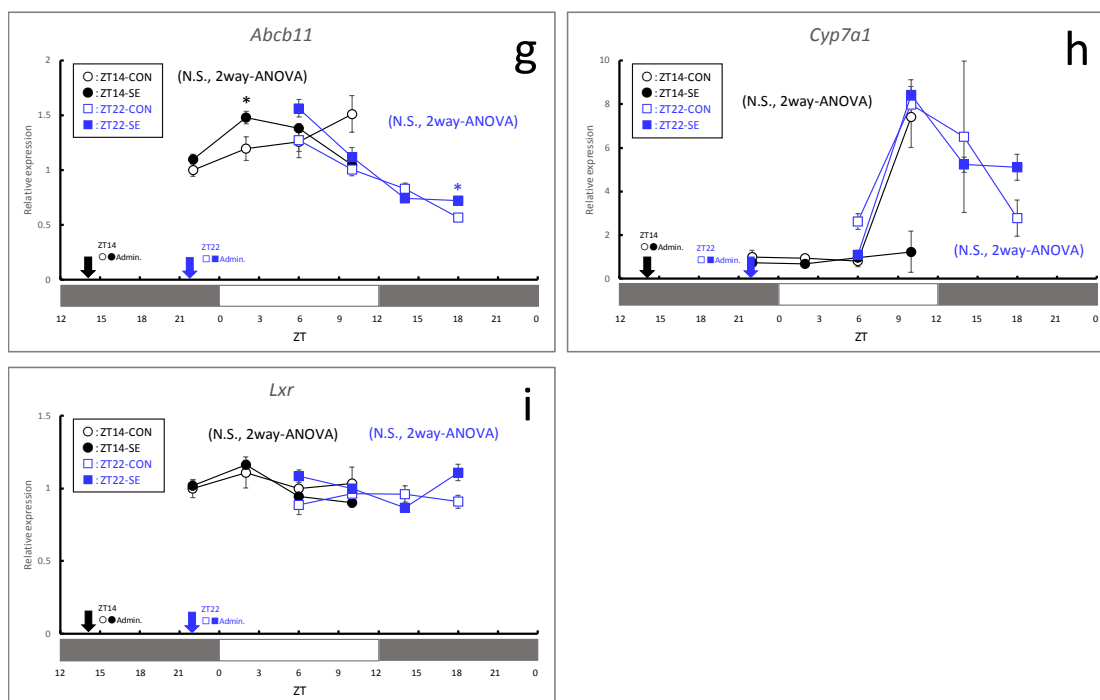 Abcb11
g
○: ZT14-CON
●: ZT14-SE
□: ZT22-CON
■: ZT22-SE
(N.S., 2way-ANOVA)
(N.S., 2way-ANOVA)
*
*
Relative expression
2
1.5
1
0.5
0
ZT14
○●Admin.
ZT22
□■Admin.
12 15 18 21 0 3 6 9 12 15 18 21 0
ZT
Cyp7a1
h
○: ZT14-CON
●: ZT14-SE
□: ZT22-CON
■: ZT22-SE
(N.S., 2way-ANOVA)
(N.S., 2way-ANOVA)
Relative expression
10
8
6
4
2
0
ZT14
○●Admin.
ZT22
□■Admin.
12 15 18 21 0 3 6 9 12 15 18 21 0
ZT
Lxr
i
○: ZT14-CON
●: ZT14-SE
□: ZT22-CON
■: ZT22-SE
(N.S., 2way-ANOVA)
(N.S., 2way-ANOVA)
Relative expression
1.5
1
0.5
0
ZT14
○●Admin.
ZT22
□■Admin.
12 15 18 21 0 3 6 9 12 15 18 21 0
ZT